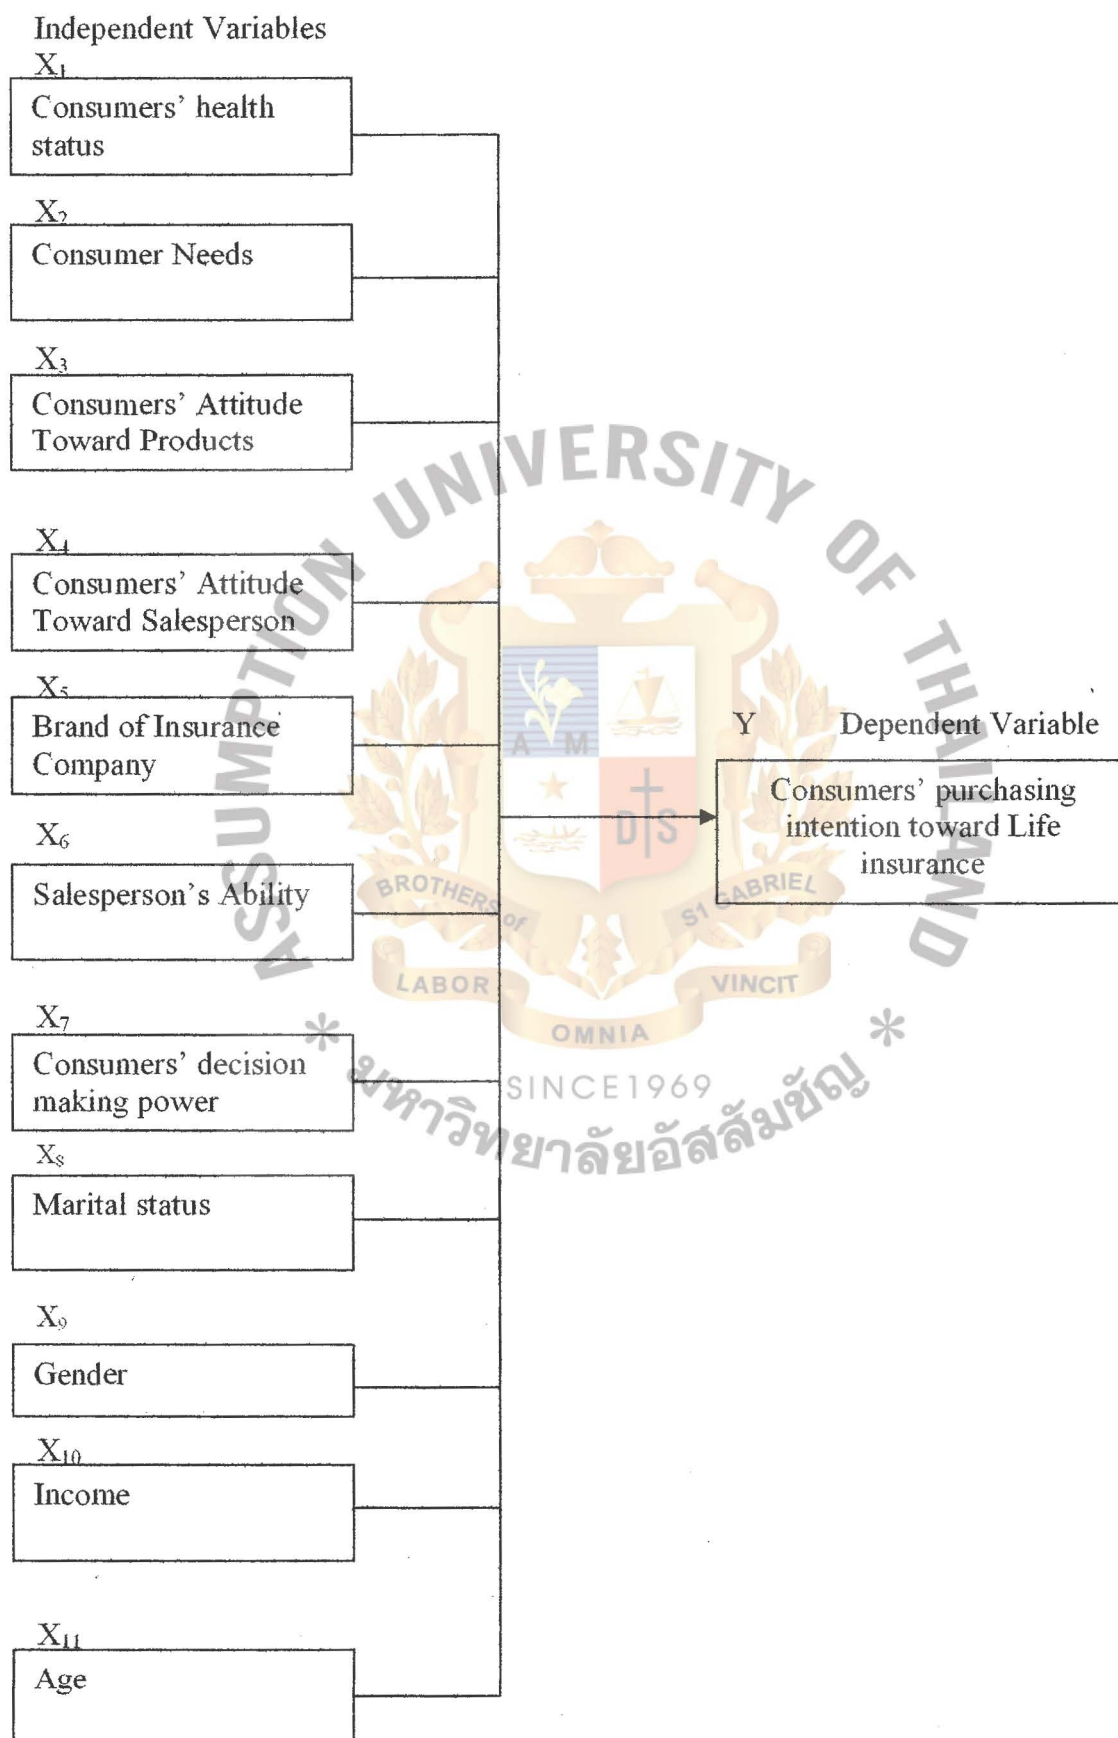 Independent Variables
X₁
Consumers’ health
status
X₂
Consumer Needs
X₃
Consumers’ Attitude
Toward Products
X₄
Consumers’ Attitude
Toward Salesperson
X₅
Brand of Insurance
Company
X₆
Salesperson’s Ability
X₇
Consumers’ decision
making power
X₈
Marital status
X₉
Gender
X₁₀
Income
X₁₁
Age
Y Dependent Variable
Consumers’ purchasing
intention toward Life
insurance
ASSUMPTION UNIVERSITY OF THAILAND
A M
D S
BROTHERS of S1 GABRIEL
LABOR OMNIA VINCIT
SINCE1969
* มหาวิทยาลัยอัสสัมชัญ *